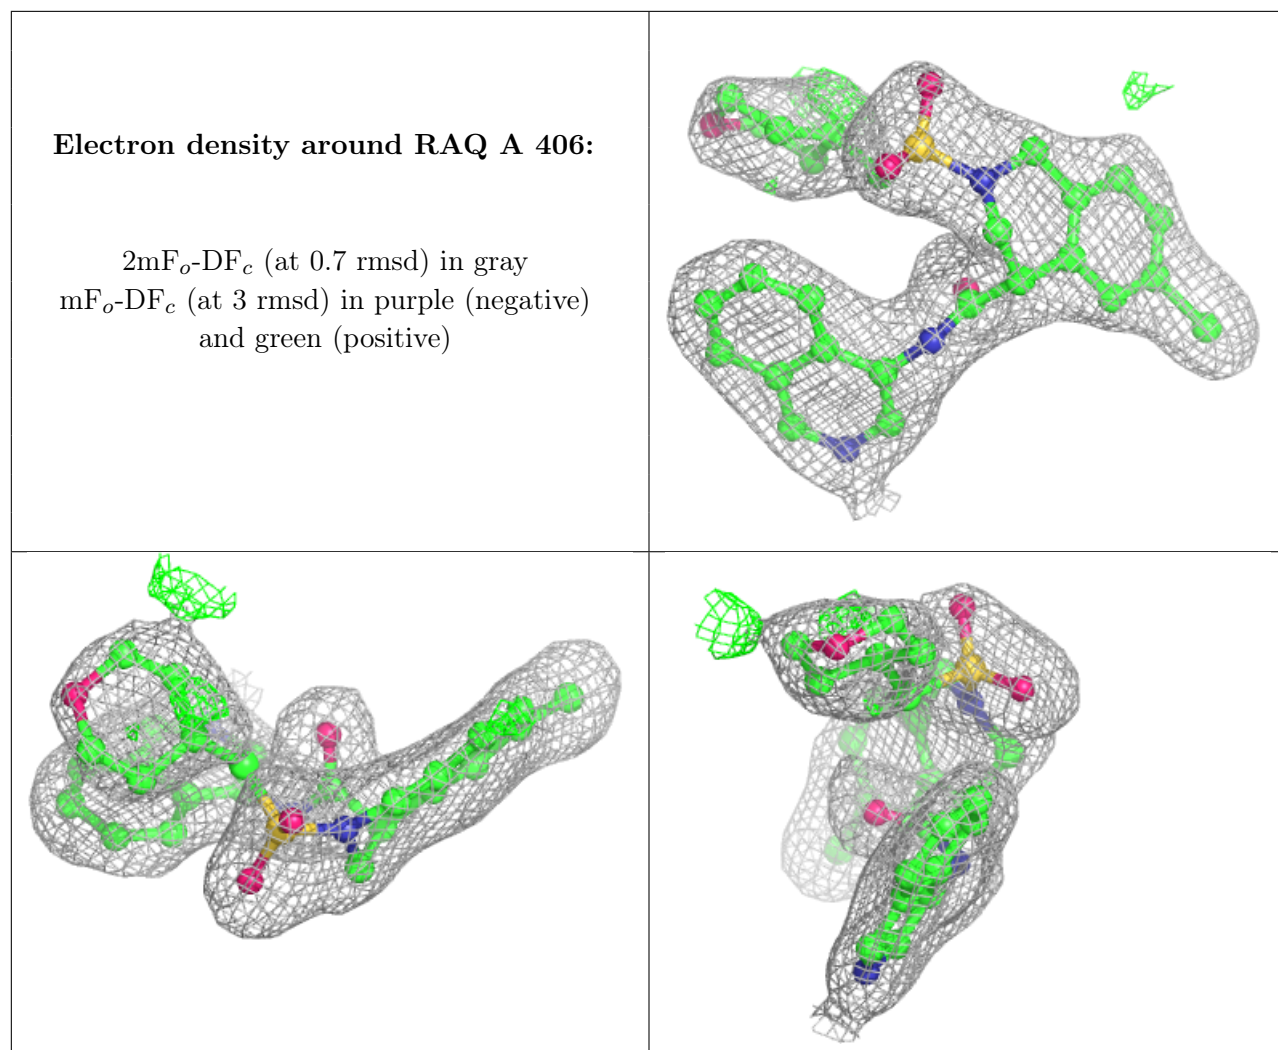 Electron density around RAQ A 406:
2mFo-DFc (at 0.7 rmsd) in gray
mFo-DFc (at 3 rmsd) in purple (negative)
and green (positive)